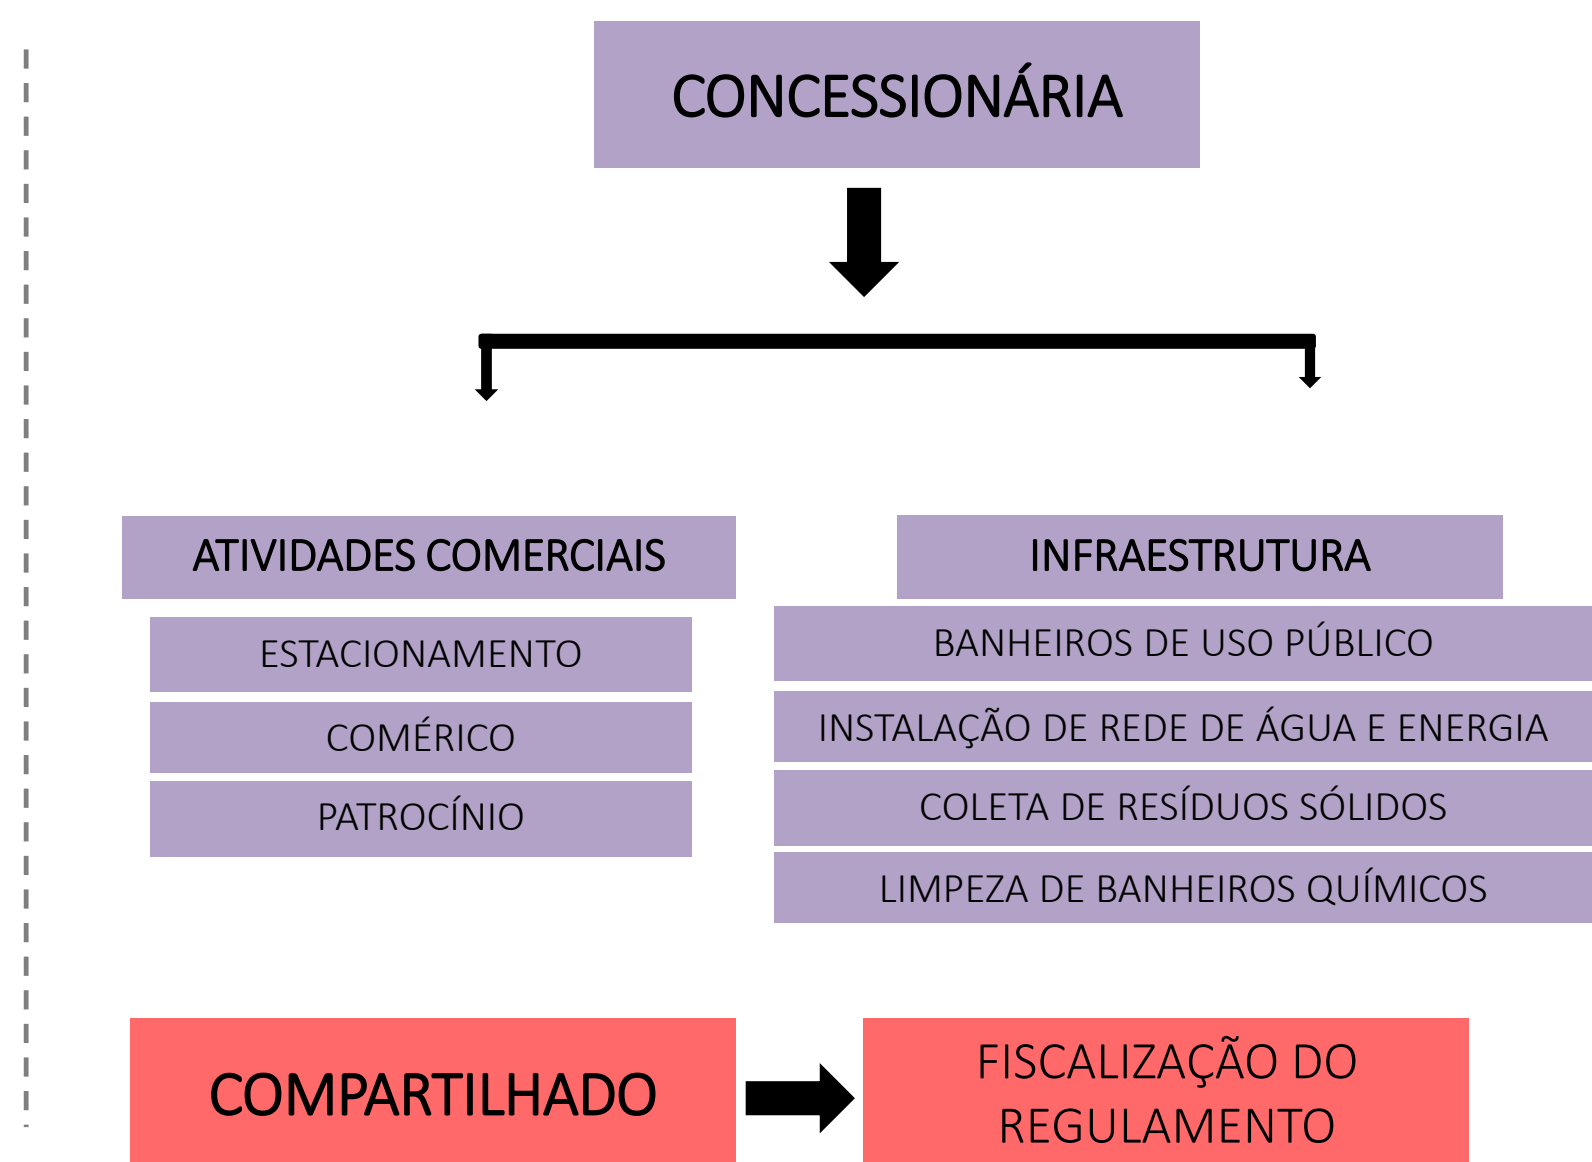 CONCESSIONÁRIA
ATIVIDADES COMERCIAIS
ESTACIONAMENTO
COMÉRICO
PATROCÍNIO
INFRAESTRUTURA
BANHEIROS DE USO PÚBLICO
INSTALAÇÃO DE REDE DE ÁGUA E ENERGIA
COLETA DE RESÍDUOS SÓLIDOS
LIMPEZA DE BANHEIROS QUÍMICOS
COMPARTILHADO
FISCALIZAÇÃO DO
REGULAMENTO